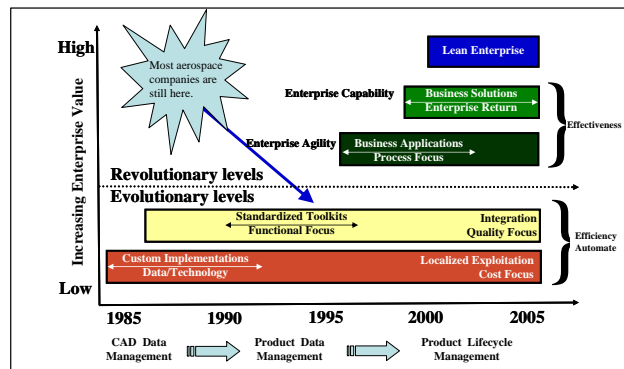 High
Increasing Enterprise Value
Low
Most aerospace
companies are
still here.
Lean Enterprise
Enterprise Capability
Business Solutions
Enterprise Return
Effectiveness
Enterprise Agility
Business Applications
Process Focus
Revolutionary levels
Evolutionary levels
Standardized Toolkits
Functional Focus
Integration
Quality Focus
Efficiency
Automate
Custom Implementations
Data/Technology
Localized Exploitation
Cost Focus
1985
1990
1995
2000
2005
CAD Data
Management
Product Data
Management
Product Lifecycle
Management